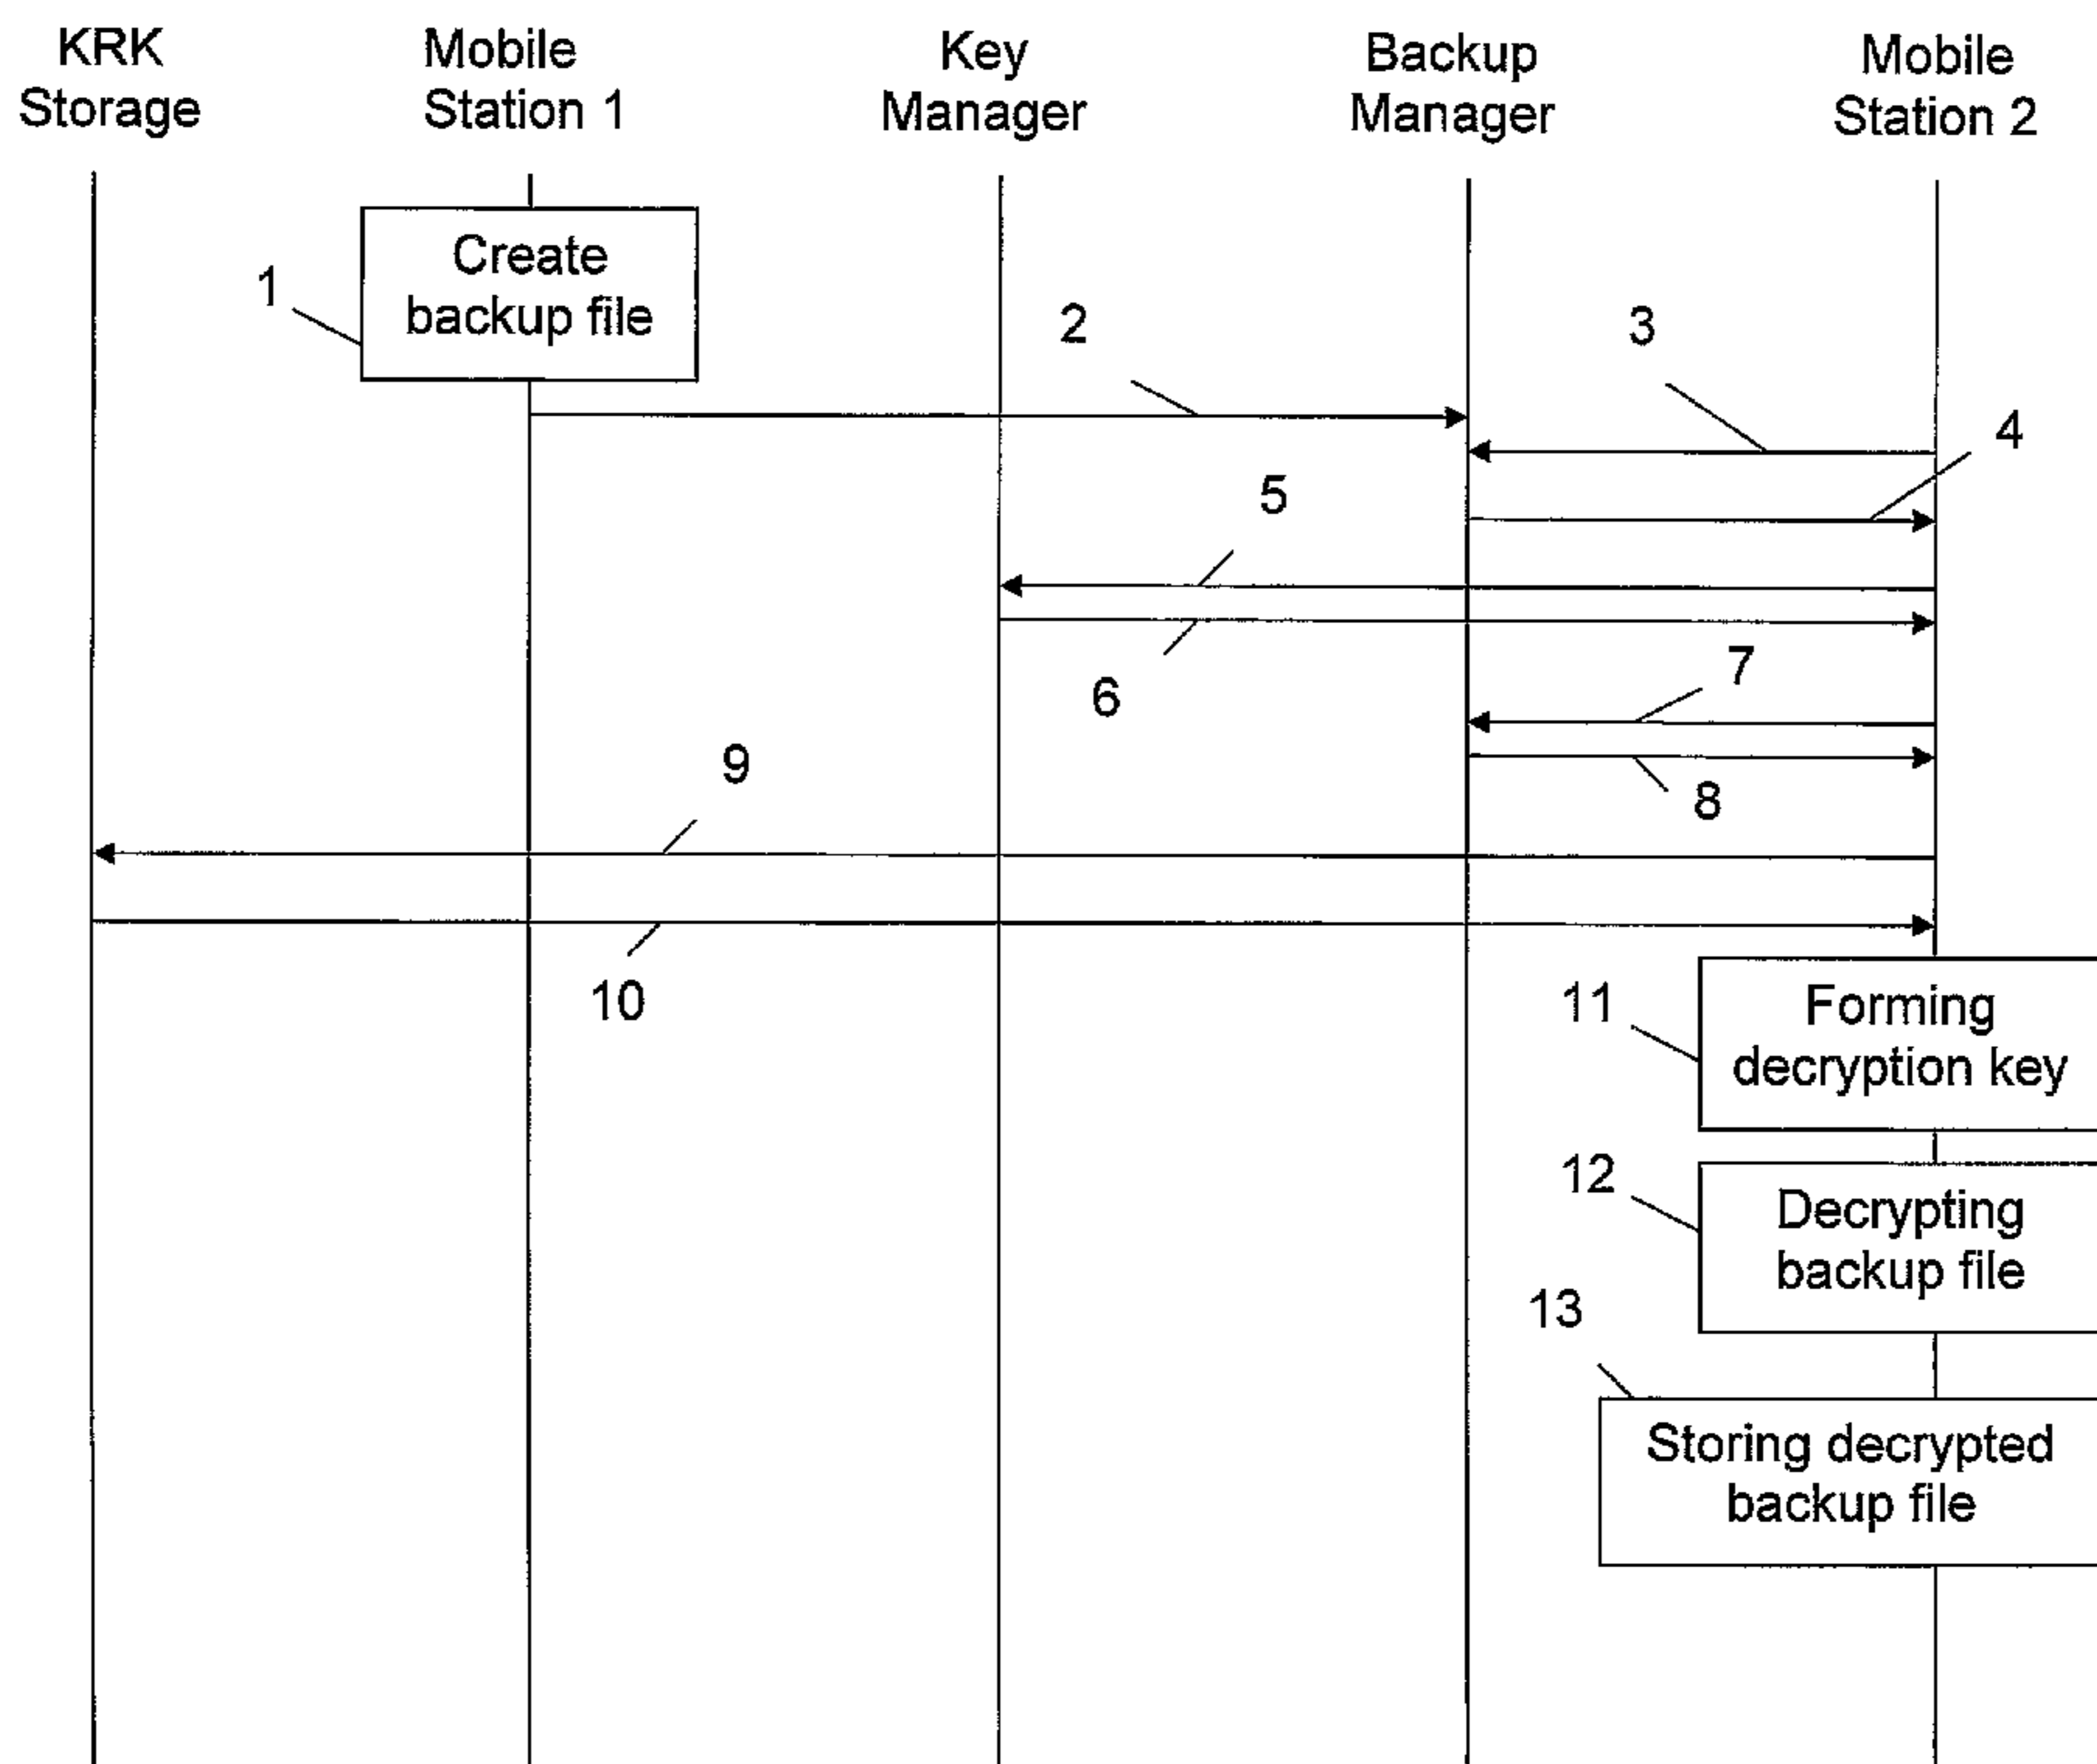 KRK
Storage
Mobile
Station 1
Key
Manager
Backup
Manager
Mobile
Station 2
Create
backup file
1
2
3
4
5
6
7
8
9
10
11
Forming
decryption key
12
Decrypting
backup file
13
Storing decrypted
backup file